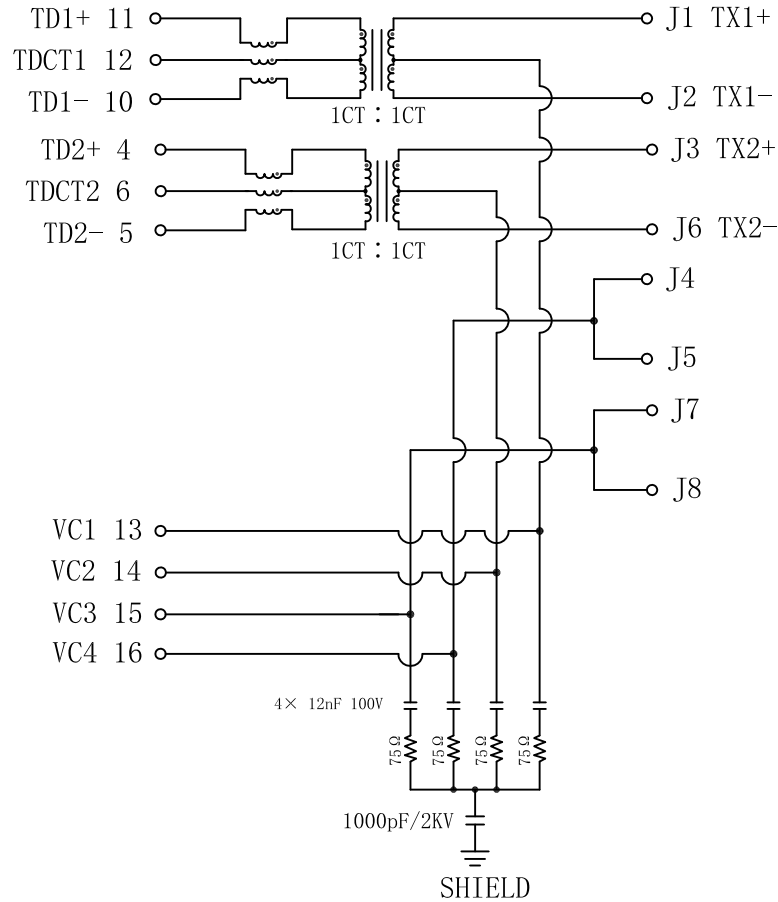 TD1+ 11
J1 TX1+
TDCT1 12
TD1- 10
J2 TX1-
1CT : 1CT
TD2+ 4
J3 TX2+
TDCT2 6
TD2- 5
J6 TX2-
1CT : 1CT
J4
J5
J7
J8
VC1 13
VC2 14
VC3 15
VC4 16
4× 12nF 100V
75Ω
75Ω
75Ω
75Ω
1000pF/2KV
SHIELD